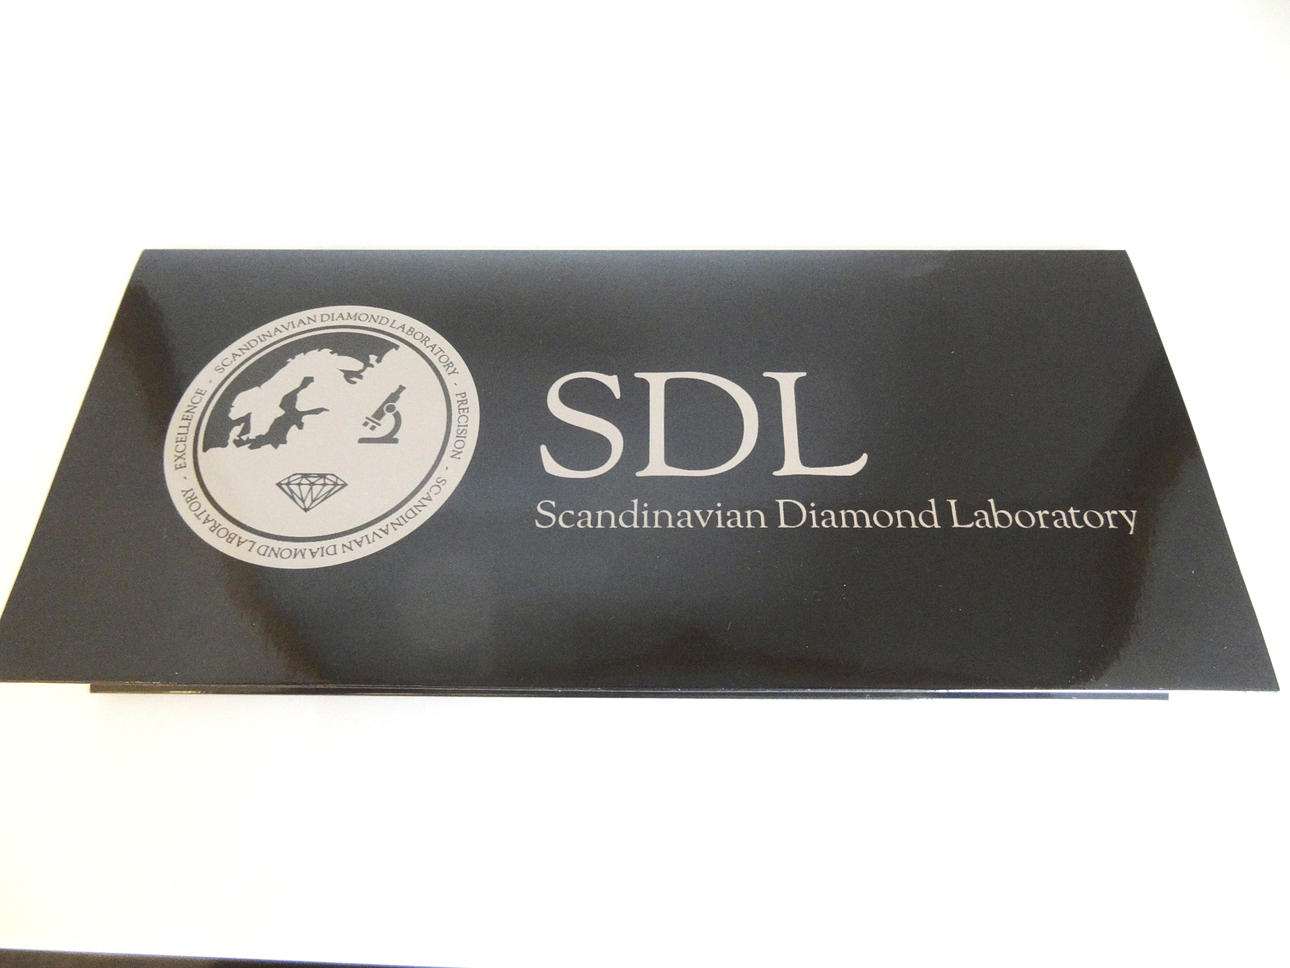 SCANDINAVIAN DIAMOND LABORATORY · PRECISION · SCANDINAVIAN DIAMOND LABORATORY · EXCELLENCE ·
SDL
Scandinavian Diamond Laboratory